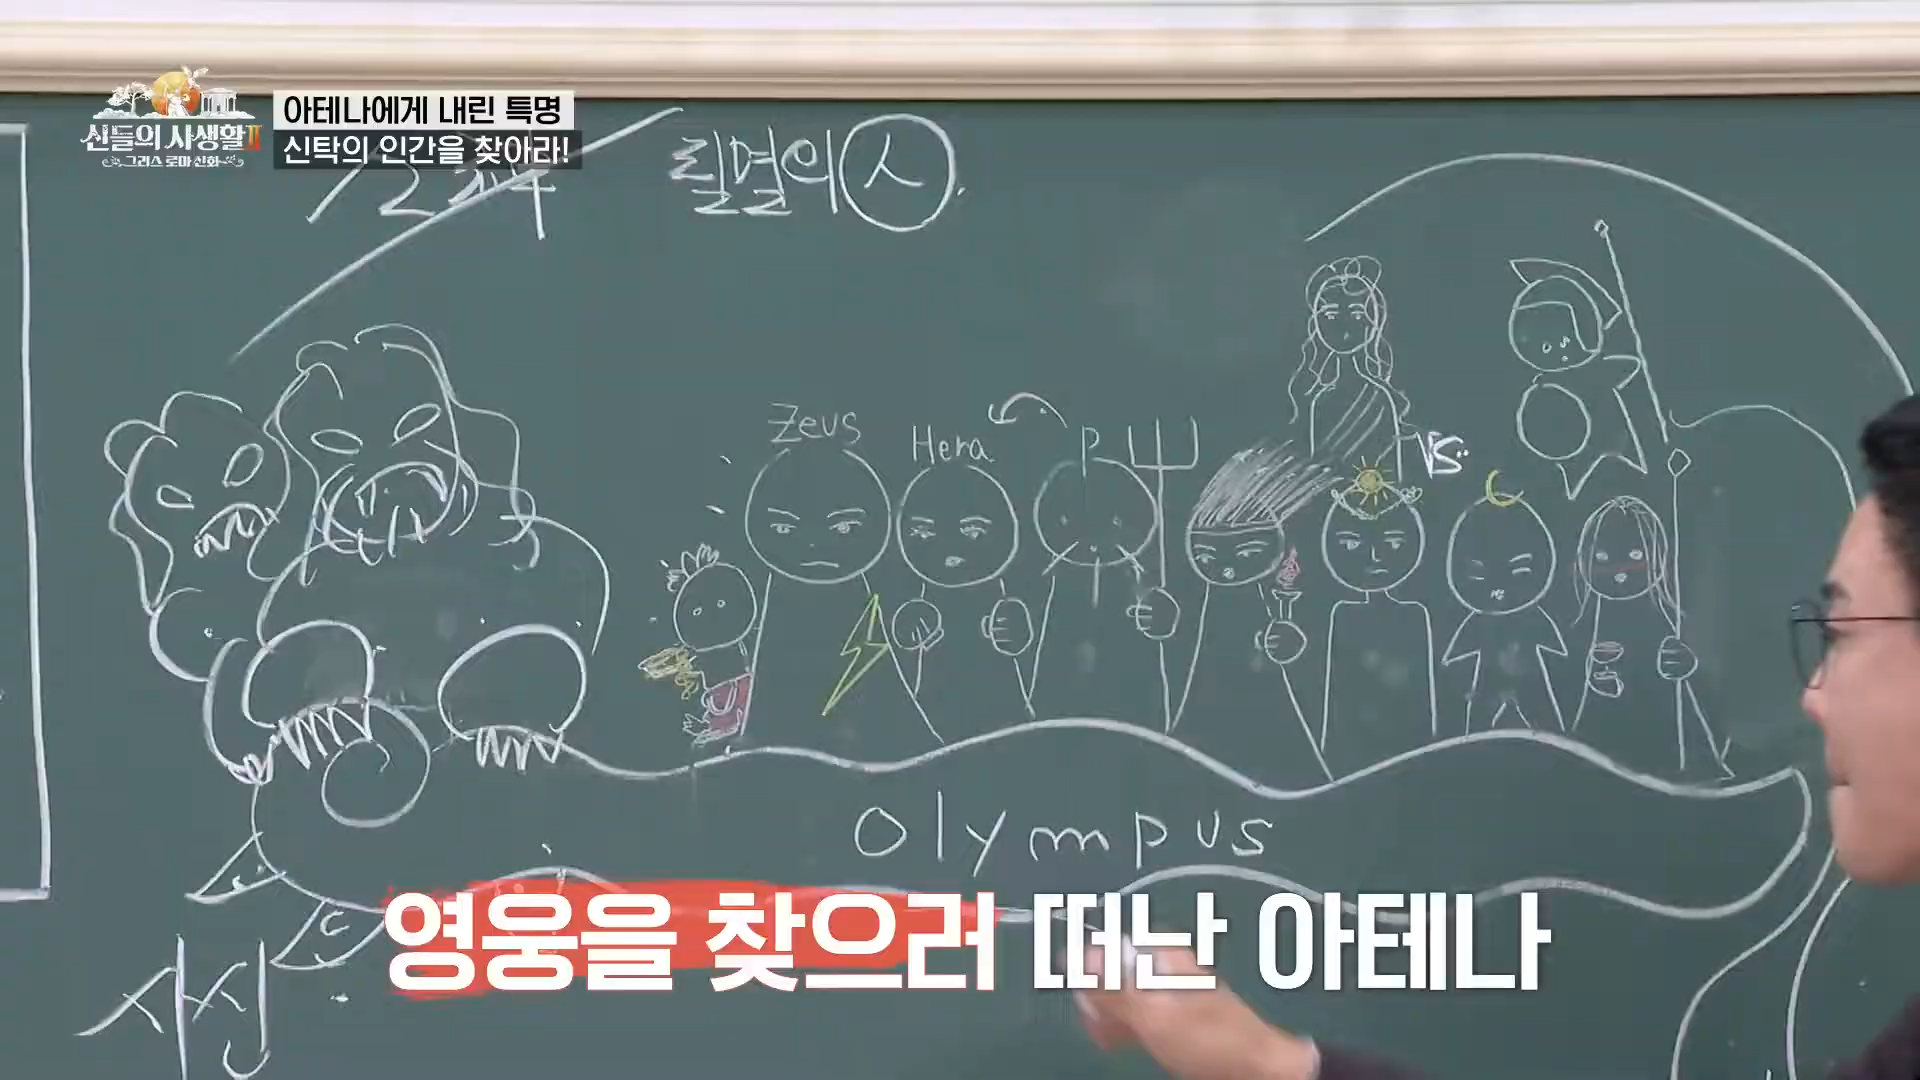 신들의 사생활 II
그리스 로마 신화
아테나에게 내린 특명
신탁의 인간을 찾아라!
의 人
Zeus
Hera
P
VS
Olympus
영웅을 찾으러 떠난 아테나